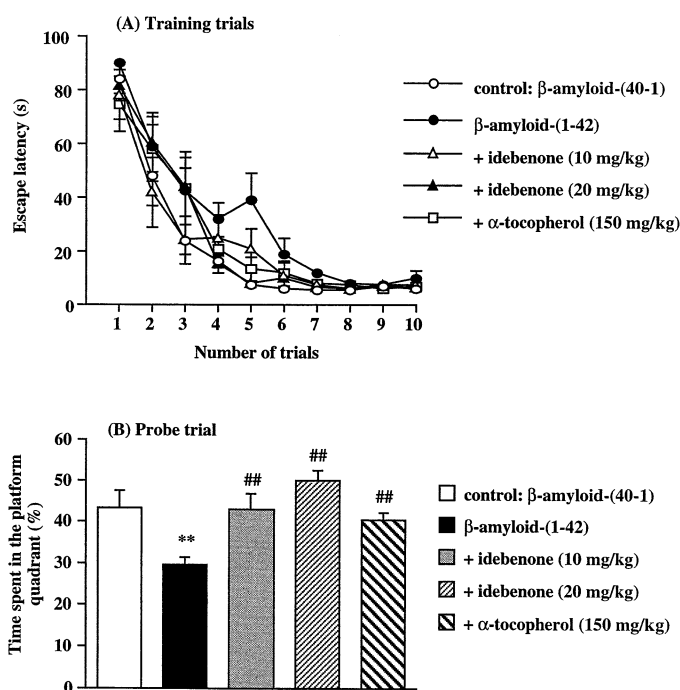 (A) Training trials
100
80
60
40
20
0
Escape latency (s)
1 2 3 4 5 6 7 8 9 10
Number of trials
control: β-amyloid-(40-1)
β-amyloid-(1-42)
+ idebenone (10 mg/kg)
+ idebenone (20 mg/kg)
+ α-tocopherol (150 mg/kg)
(B) Probe trial
60
50
40
30
20
10
0
Time spent in the platform
quadrant (%)
**
##
##
##
control: β-amyloid-(40-1)
β-amyloid-(1-42)
+ idebenone (10 mg/kg)
+ idebenone (20 mg/kg)
+ α-tocopherol (150 mg/kg)